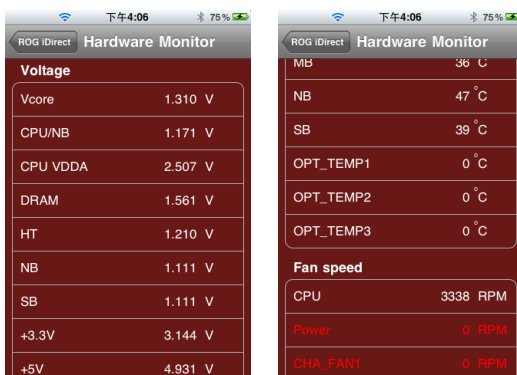 下午4:06
75%
ROG iDirect
Hardware Monitor
Voltage
Vcore 1.310 V
CPU/NB 1.171 V
CPU VDDA 2.507 V
DRAM 1.561 V
HT 1.210 V
NB 1.111 V
SB 1.111 V
+3.3V 3.144 V
+5V 4.931 V
下午4:06
75%
ROG iDirect
Hardware Monitor
MB 36 °C
NB 47 °C
SB 39 °C
OPT_TEMP1 0 °C
OPT_TEMP2 0 °C
OPT_TEMP3 0 °C
Fan speed
CPU 3338 RPM
Power 0 RPM
CHA_FAN1 0 RPM